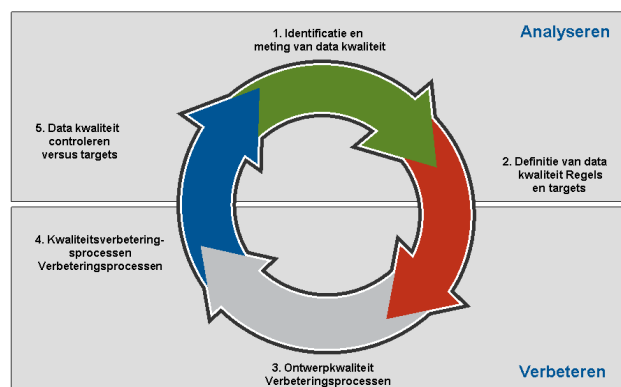 1. Identificatie en
meting van data kwaliteit
Analyseren
5. Data kwaliteit
controleren
versus targets
2. Definitie van data
kwaliteit Regels
en targets
4. Kwaliteitsverbetering-
sprocessen
Verbeteringsprocessen
3. Ontwerpkwaliteit
Verbeteringsprocessen
Verbeteren